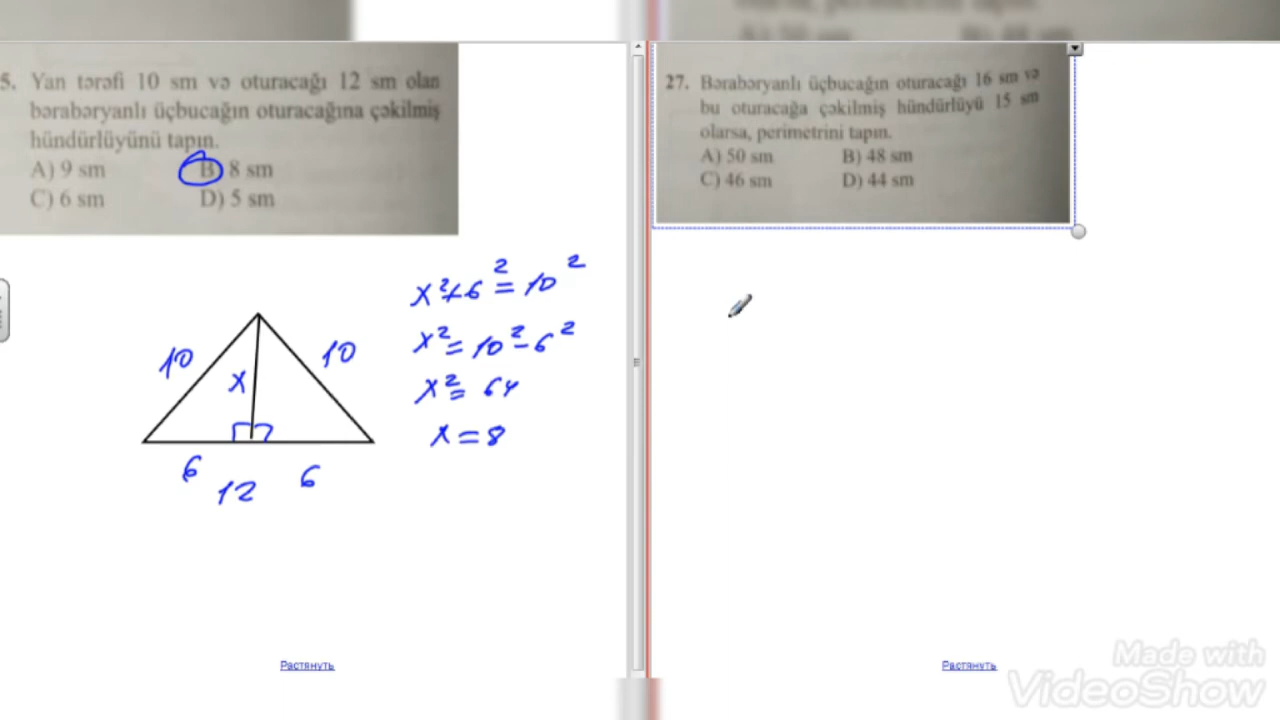 5. Yan tərəfi 10 sm və oturacağı 12 sm olan
bərabəryanlı üçbucağın oturacağına çəkilmiş
hündürlüyünü tapın.
A) 9 sm B) 8 sm
C) 6 sm D) 5 sm
10
10
x
6
6
12
x²+6²=10²
x²=10²-6²
x²=64
x=8
Растянуть
27. Bərabəryanlı üçbucağın oturacağı 16 sm və
bu oturacağa çəkilmiş hündürlüyü 15 sm
olarsa, perimetrini tapın.
A) 50 sm B) 48 sm
C) 46 sm D) 44 sm
Растянуть
Made with
VideoShow